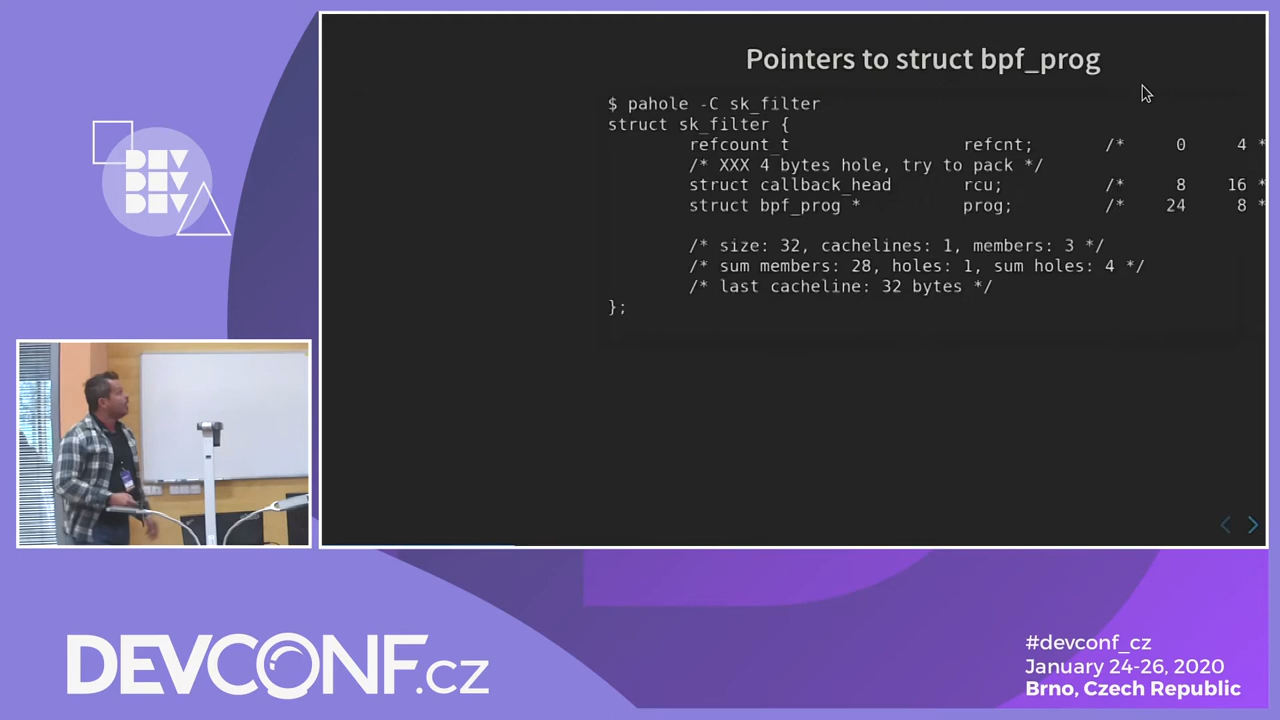 DEV
DEV
DEV
Pointers to struct bpf_prog
$ pahole -C sk_filter
struct sk_filter {
refcount_t refcnt; /* 0 4 *
/* XXX 4 bytes hole, try to pack */
struct callback_head rcu; /* 8 16 *
struct bpf_prog * prog; /* 24 8 *
/* size: 32, cachelines: 1, members: 3 */
/* sum members: 28, holes: 1, sum holes: 4 */
/* last cacheline: 32 bytes */
};
DEVCONF.cz
#devconf_cz
January 24-26, 2020
Brno, Czech Republic